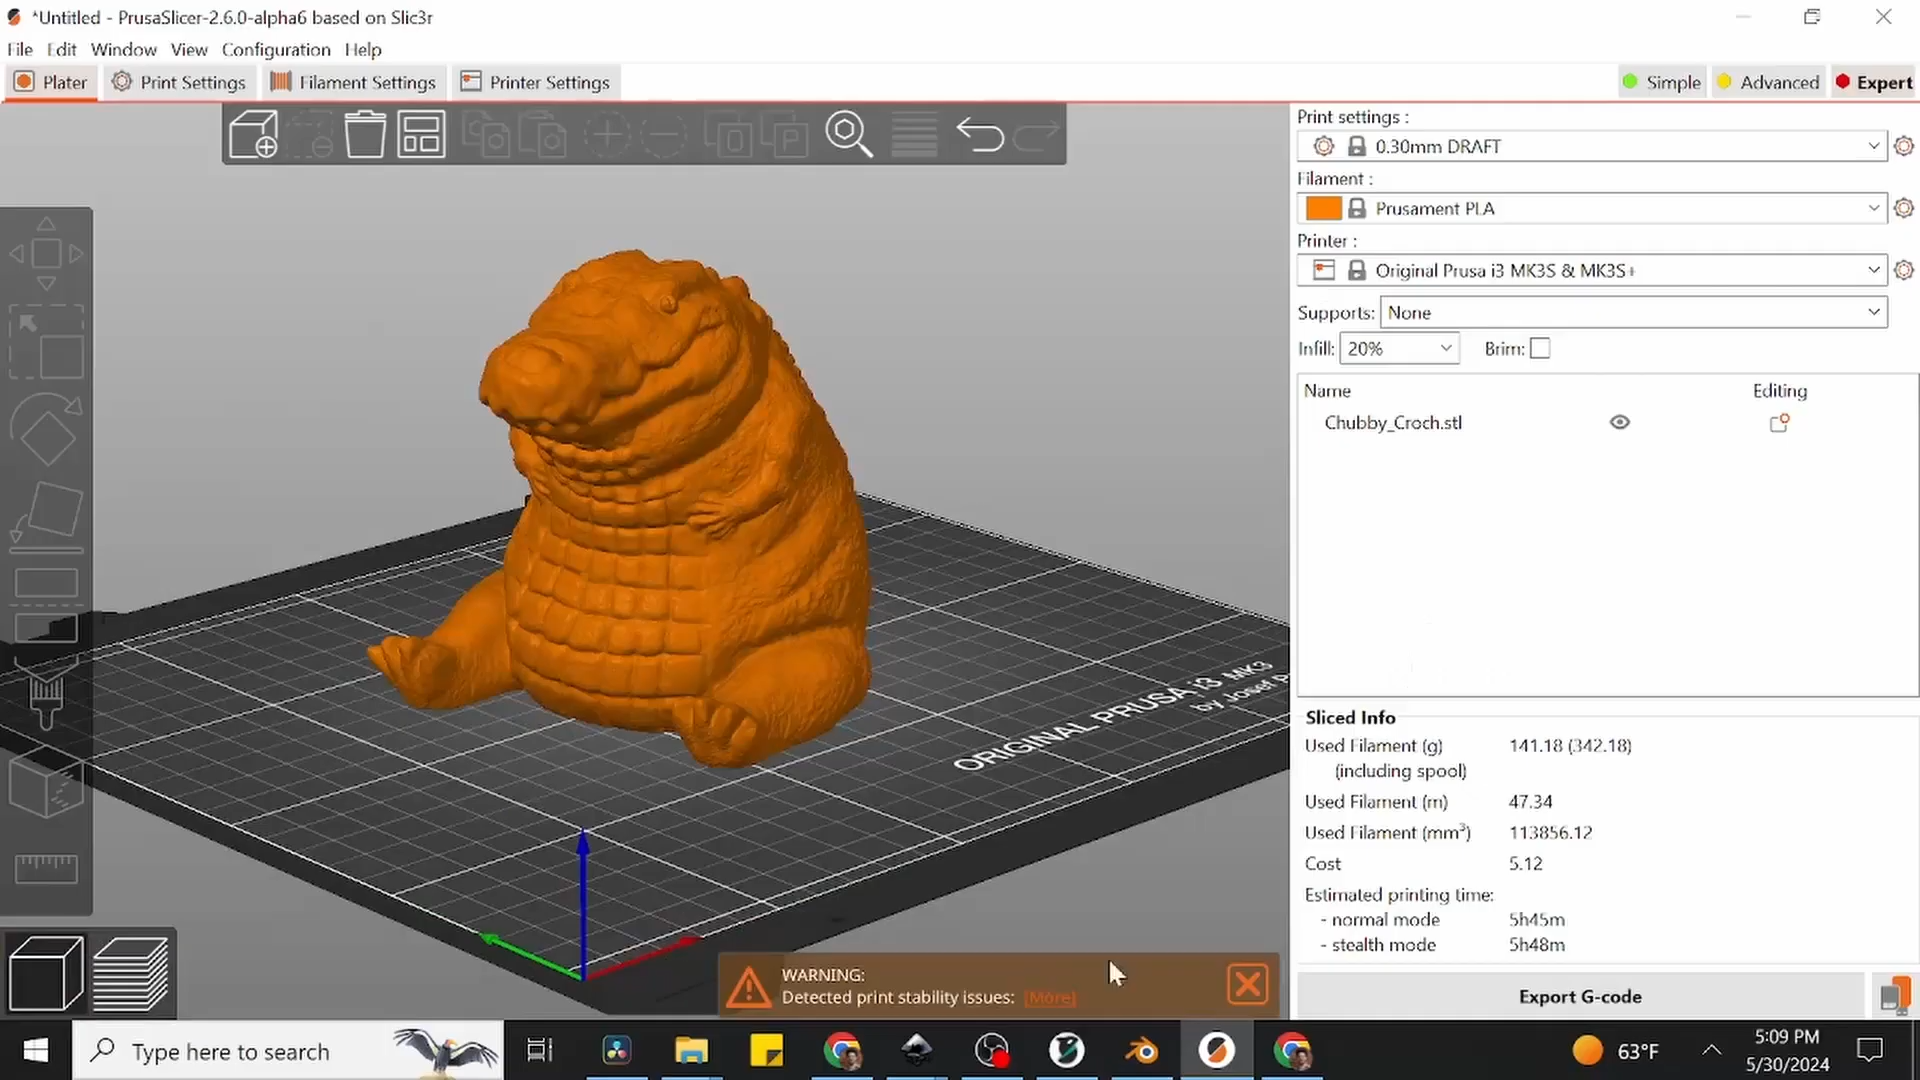 *Untitled - PrusaSlicer-2.6.0-alpha6 based on Slic3r
File Edit Window View Configuration Help
Plater Print Settings Filament Settings Printer Settings Simple Advanced Expert
Print settings :
0.30mm DRAFT
Filament :
Prusament PLA
Printer :
Original Prusa i3 MK3S & MK3S+
Supports: None
Infill: 20% Brim:
Name Editing
Chubby_Croch.stl
ORIGINAL PRUSA i3 MK3
by Josef P
Sliced Info
Used Filament (g) 141.18 (342.18)
(including spool)
Used Filament (m) 47.34
Used Filament (mm³) 113856.12
Cost 5.12
Estimated printing time:
- normal mode 5h45m
- stealth mode 5h48m
WARNING:
Detected print stability issues: [More]
Export G-code
Type here to search
63°F
5:09 PM
5/30/2024